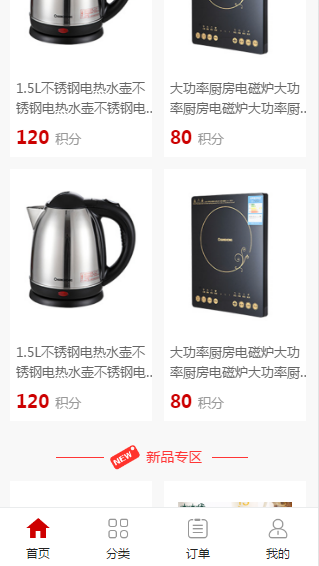 1.5L不锈钢电热水壶不
锈钢电热水壶不锈钢电...
120 积分
大功率厨房电磁炉大功
率厨房电磁炉大功率厨...
80 积分
1.5L不锈钢电热水壶不
锈钢电热水壶不锈钢电...
120 积分
大功率厨房电磁炉大功
率厨房电磁炉大功率厨...
80 积分
NEW 新品专区
首页
分类
订单
我的